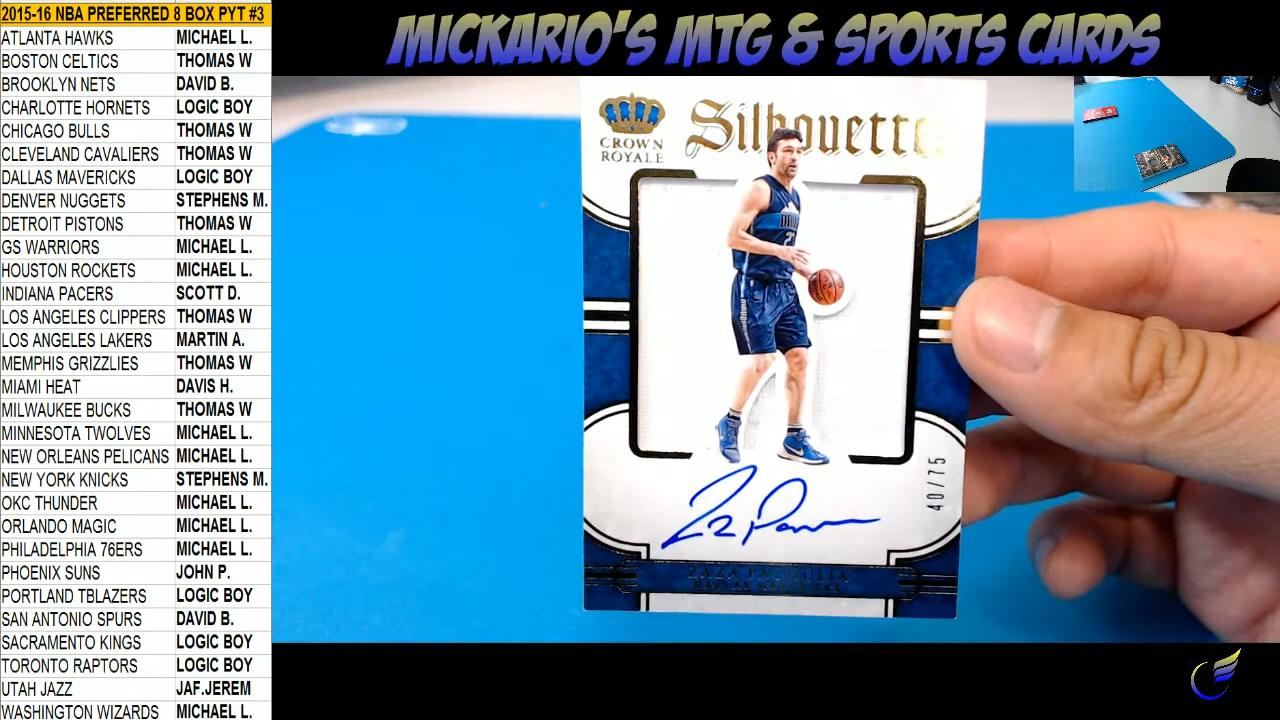 2015-16 NBA PREFERRED 8 BOX PYT #3
ATLANTA HAWKS MICHAEL L.
BOSTON CELTICS THOMAS W
BROOKLYN NETS DAVID B.
CHARLOTTE HORNETS LOGIC BOY
CHICAGO BULLS THOMAS W
CLEVELAND CAVALIERS THOMAS W
DALLAS MAVERICKS LOGIC BOY
DENVER NUGGETS STEPHENS M.
DETROIT PISTONS THOMAS W
GS WARRIORS MICHAEL L.
HOUSTON ROCKETS MICHAEL L.
INDIANA PACERS SCOTT D.
LOS ANGELES CLIPPERS THOMAS W
LOS ANGELES LAKERS MARTIN A.
MEMPHIS GRIZZLIES THOMAS W
MIAMI HEAT DAVIS H.
MILWAUKEE BUCKS THOMAS W
MINNESOTA TWOLVES MICHAEL L.
NEW ORLEANS PELICANS MICHAEL L.
NEW YORK KNICKS STEPHENS M.
OKC THUNDER MICHAEL L.
ORLANDO MAGIC MICHAEL L.
PHILADELPHIA 76ERS MICHAEL L.
PHOENIX SUNS JOHN P.
PORTLAND TBLAZERS LOGIC BOY
SAN ANTONIO SPURS DAVID B.
SACRAMENTO KINGS LOGIC BOY
TORONTO RAPTORS LOGIC BOY
UTAH JAZZ JAF.JEREM
WASHINGTON WIZARDS MICHAEL L.
MICKARIO'S MTG & SPORTS CARDS
CROWN
ROYALE
Silhouette
40/75